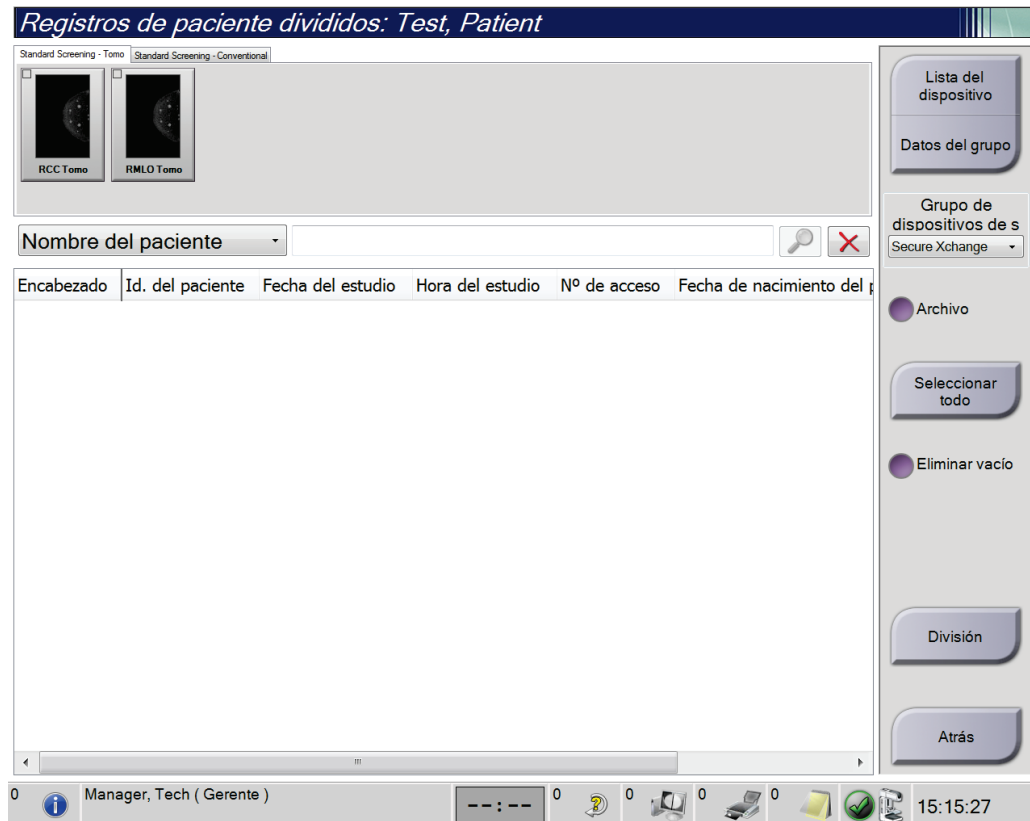 Registros de paciente divididos: Test, Patient
Standard Screening - Tomo
Standard Screening - Conventional
RCC Tomo
RMLO Tomo
Nombre del paciente
Encabezado
Id. del paciente
Fecha del estudio
Hora del estudio
Nº de acceso
Fecha de nacimiento del p
Lista del
dispositivo
Datos del grupo
Grupo de
dispositivos de s
Secure Xchange
Archivo
Seleccionar
todo
Eliminar vacío
División
Atrás
0
Manager, Tech ( Gerente )
--:--
0
0
0
0
15:15:27